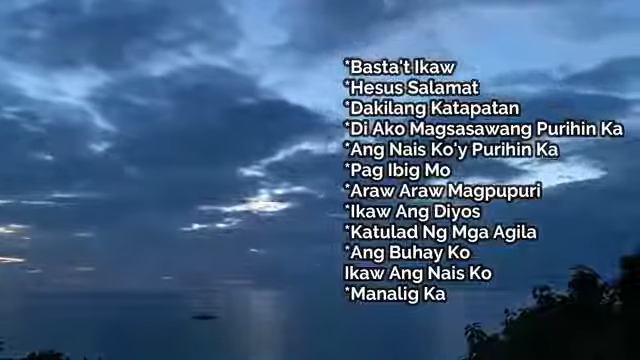 *Basta't Ikaw
*Hesus Salamat
*Dakilang Katapatan
*Di Ako Magsasawang Purihin Ka
*Ang Nais Ko'y Purihin Ka
*Pag Ibig Mo
*Araw Araw Magpupuri
*Ikaw Ang Diyos
*Katulad Ng Mga Agila
*Ang Buhay Ko
Ikaw Ang Nais Ko
*Manalig Ka